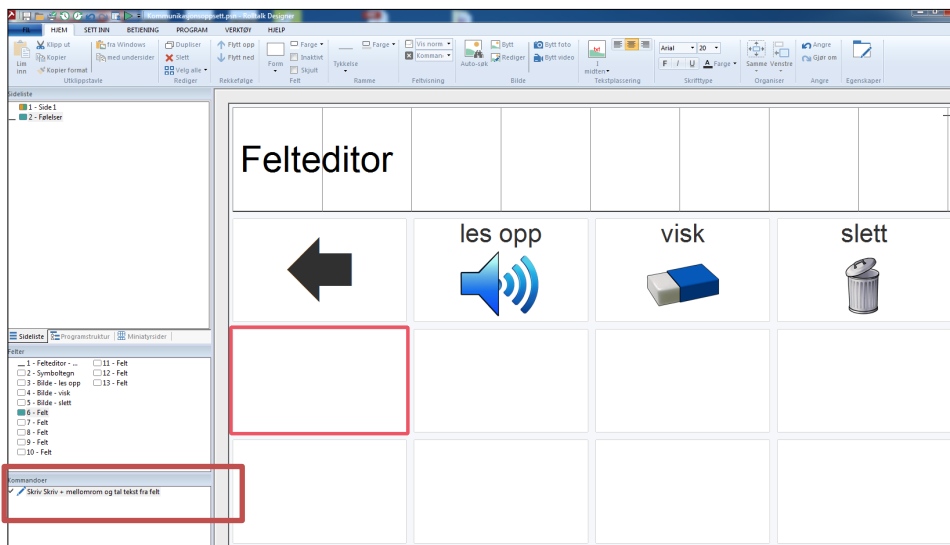 Kommunikasjonsoppsett.psn - Rolltalk Designer
Fil HJEM SETT INN BETJENING PROGRAM VERKTØY HJELP
Lim inn
Klipp ut
Kopier
Kopier format
fra Windows
med undersider
Utklippstavle
Dupliser
Slett
Velg alle
Rediger
Flytt opp
Flytt ned
Rekkefølge
Form
Farge
Inaktivt
Skjult
Felt
Tykkelse
Farge
Ramme
Vis norm
Komman
Feltvisning
Auto-søk
Bytt
Rediger
Bytt foto
Bytt video
Bilde
I midten
Tekstplassering
Arial 20
F I U A Farge
Skrifttype
Samme Venstre
Organiser
Angre
Gjør om
Angre
Egenskaper
Sideliste
1 - Side 1
2 - Følelser
Sideliste Programstruktur Miniatyrsider
Felter
1 - Felteditor - ...
2 - Symboltegn
3 - Bilde - les opp
4 - Bilde - visk
5 - Bilde - slett
6 - Felt
7 - Felt
8 - Felt
9 - Felt
10 - Felt
11 - Felt
12 - Felt
13 - Felt
Kommandoer
Skriv Skriv + mellomrom og tal tekst fra felt
Felteditor
les opp visk slett